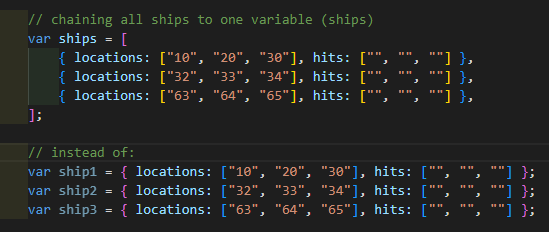 // chaining all ships to one variable (ships)
var ships = [
{ locations: ["10", "20", "30"], hits: ["", "", ""] },
{ locations: ["32", "33", "34"], hits: ["", "", ""] },
{ locations: ["63", "64", "65"], hits: ["", "", ""] },
];
// instead of:
var ship1 = { locations: ["10", "20", "30"], hits: ["", "", ""] };
var ship2 = { locations: ["32", "33", "34"], hits: ["", "", ""] };
var ship3 = { locations: ["63", "64", "65"], hits: ["", "", ""] };